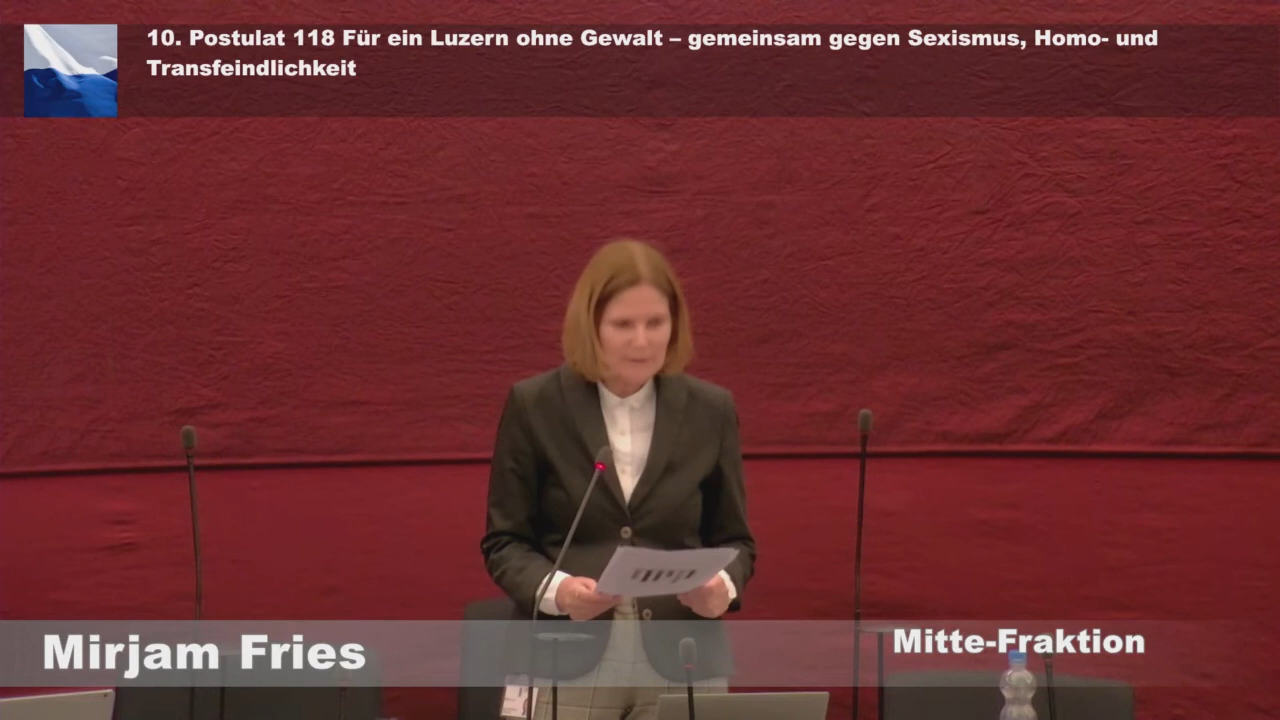 10. Postulat 118 Für ein Luzern ohne Gewalt – gemeinsam gegen Sexismus, Homo- und
Transfeindlichkeit
Mirjam Fries
Mitte-Fraktion